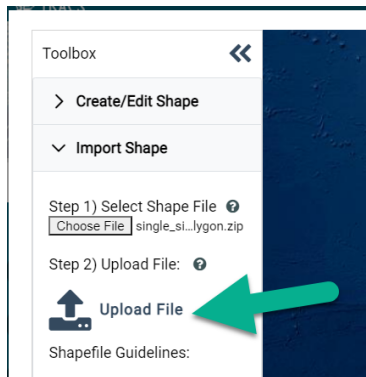 Toolbox
Create/Edit Shape
Import Shape
Step 1) Select Shape File
Choose File single_si...lygon.zip
Step 2) Upload File:
Upload File
Shapefile Guidelines: